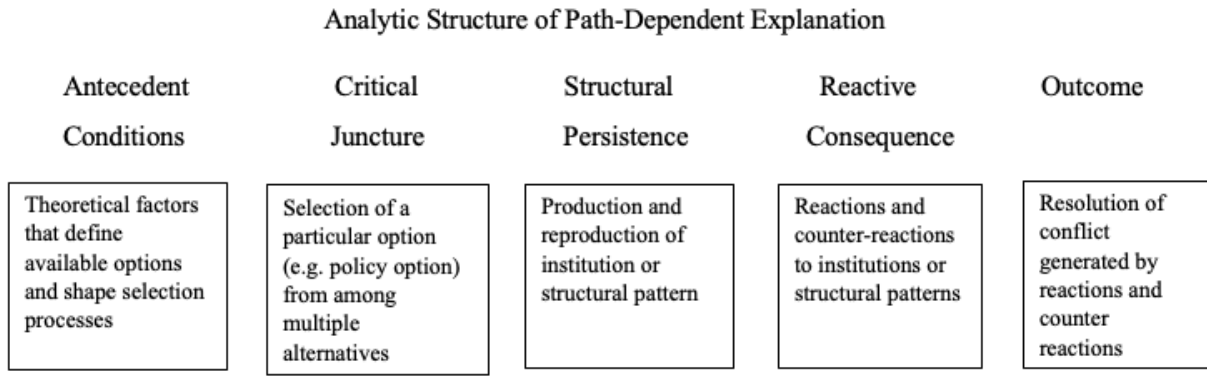 Analytic Structure of Path-Dependent Explanation
Antecedent
Conditions
Critical
Juncture
Structural
Persistence
Reactive
Consequence
Outcome
Theoretical factors
that define
available options
and shape selection
processes
Selection of a
particular option
(e.g. policy option)
from among
multiple
alternatives
Production and
reproduction of
institution or
structural pattern
Reactions and
counter-reactions
to institutions or
structural patterns
Resolution of
conflict
generated by
reactions and
counter
reactions